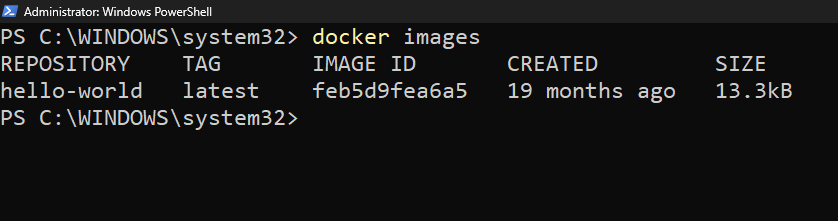 Administrator: Windows PowerShell
PS C:\WINDOWS\system32> docker images
REPOSITORY    TAG       IMAGE ID       CREATED         SIZE
hello-world   latest    feb5d9fea6a5   19 months ago   13.3kB
PS C:\WINDOWS\system32>